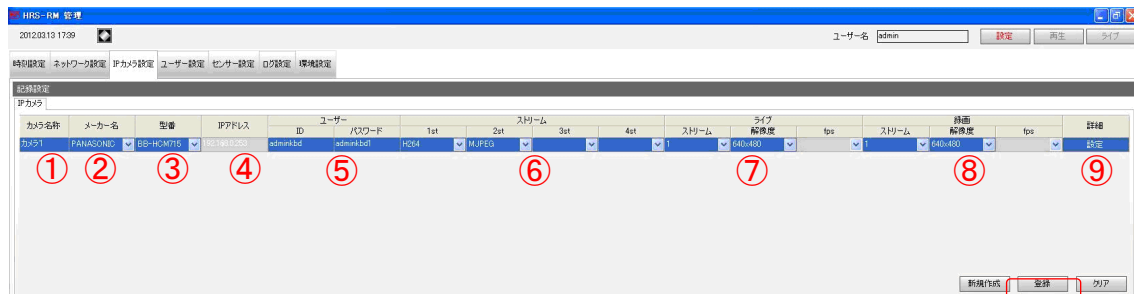 HRS-RM 管理
2012.03.13 17:39 ユーザー名 admin 設定 再生 ライブ
時刻設定 ネットワーク設定 IPカメラ設定 ユーザー設定 センサー設定 ログ設定 環境設定
記録設定
IPカメラ
カメラ名称 メーカー名 型番 IPアドレス ユーザー ストリーム ライブ 録画 詳細
ID パスワード 1st 2st 3st 4st ストリーム 解像度 fps ストリーム 解像度 fps
カメラ1 PANASONIC BB-HCM715 192.168.0.253 adminkbd adminkbd1 H264 MJPEG 1 640x480 1 640x480 設定
① ② ③ ④ ⑤ ⑥ ⑦ ⑧ ⑨
新規作成 登録 クリア